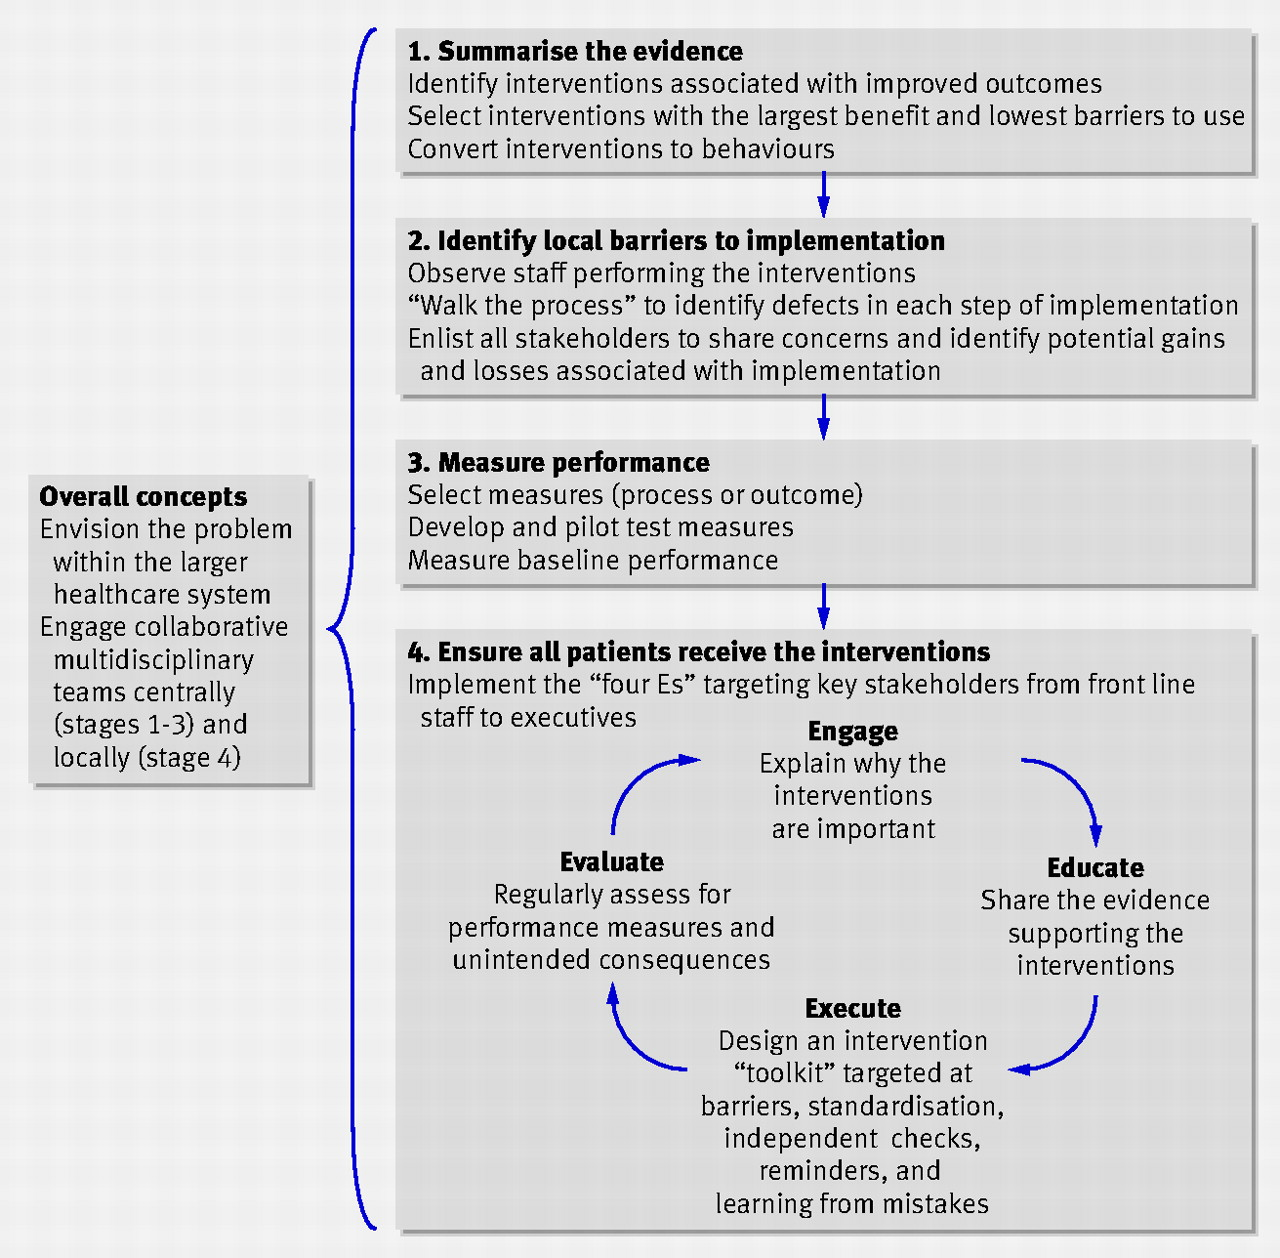 1. Summarise the evidence
Identify interventions associated with improved outcomes
Select interventions with the largest benefit and lowest barriers to use
Convert interventions to behaviours
2. Identify local barriers to implementation
Observe staff performing the interventions
“Walk the process” to identify defects in each step of implementation
Enlist all stakeholders to share concerns and identify potential gains
and losses associated with implementation
3. Measure performance
Select measures (process or outcome)
Develop and pilot test measures
Measure baseline performance
Overall concepts
Envision the problem
within the larger
healthcare system
Engage collaborative
multidisciplinary
teams centrally
(stages 1-3) and
locally (stage 4)
4. Ensure all patients receive the interventions
Implement the “four Es” targeting key stakeholders from front line
staff to executives
Engage
Explain why the
interventions
are important
Educate
Share the evidence
supporting the
interventions
Execute
Design an intervention
“toolkit” targeted at
barriers, standardisation,
independent checks,
reminders, and
learning from mistakes
Evaluate
Regularly assess for
performance measures and
unintended consequences